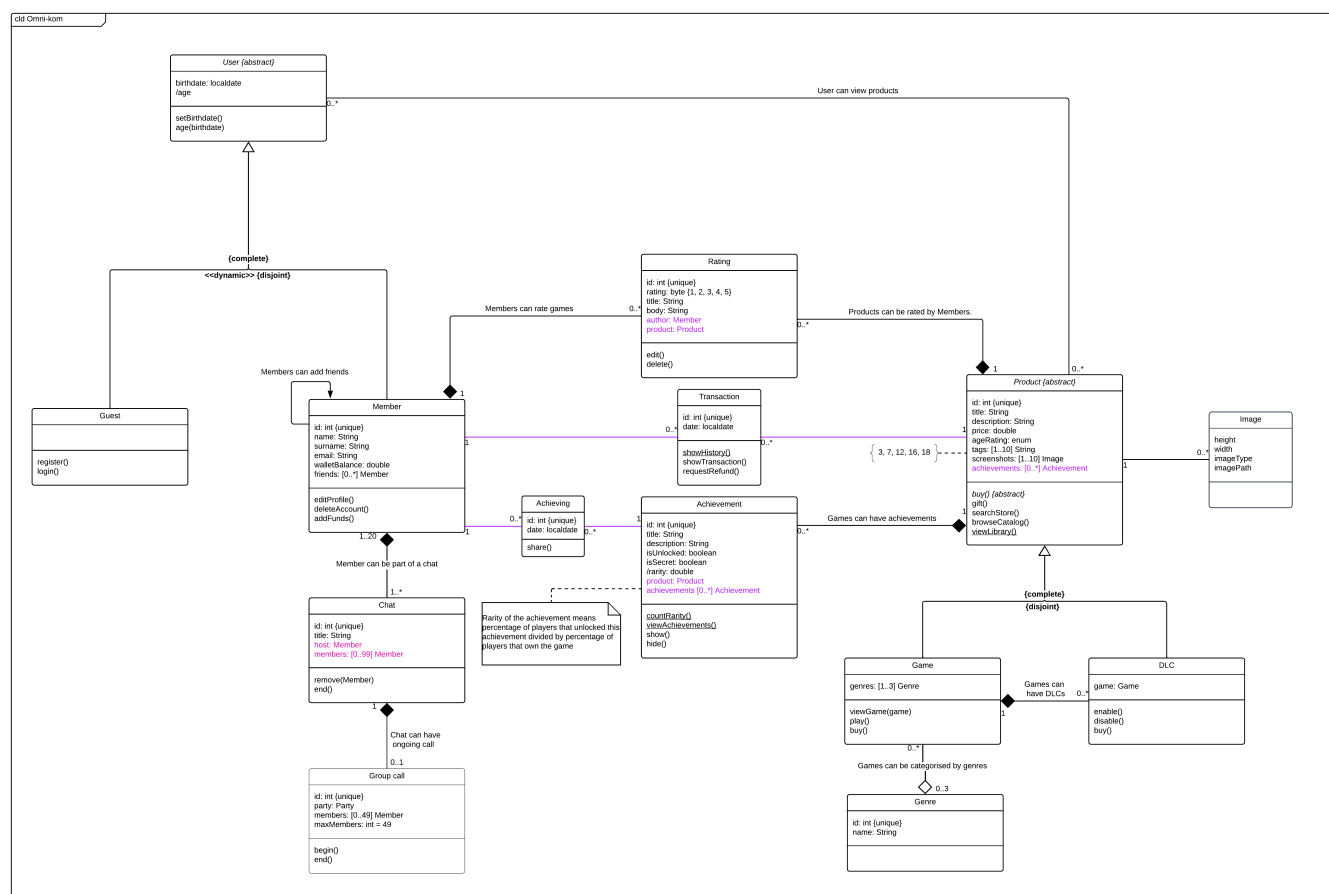 cld Omni-kom
User {abstract}
birthdate: localdate
/age
setBirthdate()
age(birthdate)
0..*
User can view products
{complete}
<<dynamic>> {disjoint}
Guest
register()
login()
Members can add friends
Member
id: int {unique}
name: String
surname: String
email: String
walletBalance: double
friends: [0..*] Member
editProfile()
deleteAccount()
addFunds()
1
Members can rate games
0..*
Rating
id: int {unique}
rating: byte {1, 2, 3, 4, 5}
title: String
body: String
author: Member
product: Product
edit()
delete()
Products can be rated by Members.
0..*
1
0..*
1
0..*
Transaction
id: int {unique}
date: localdate
showHistory()
showTransaction()
requestRefund()
0..*
1
Product {abstract}
id: int {unique}
title: String
description: String
price: double
ageRating: enum
tags: [1..10] String
screenshots: [1..10] Image
achievements: [0..*] Achievement
buy() {abstract}
gift()
searchStore()
browseCatalog()
viewLibrary()
{ 3, 7, 12, 16, 18 }
1
0..*
Image
height
width
imageType
imagePath
1
0..*
Achieving
id: int {unique}
date: localdate
share()
0..*
1
Achievement
id: int {unique}
title: String
description: String
isUnlocked: boolean
isSecret: boolean
/rarity: double
product: Product
achievements [0..*] Achievement
countRarity()
viewAchievements()
show()
hide()
Games can have achievements
0..*
1
Rarity of the achievement means
percentage of players that unlocked this
achievement divided by percentage of
players that own the game
1..20
Member can be part of a chat
1..*
Chat
id: int {unique}
title: String
host: Member
members: [0..99] Member
remove(Member)
end()
1
Chat can have
ongoing call
0..1
Group call
id: int {unique}
party: Party
members: [0..49] Member
maxMembers: int = 49
begin()
end()
{complete}
{disjoint}
Game
genres: [1..3] Genre
viewGame(game)
play()
buy()
Games can
have DLCs
1
0..*
DLC
game: Game
enable()
disable()
buy()
0..*
Games can be categorised by genres
0..3
Genre
id: int {unique}
name: String